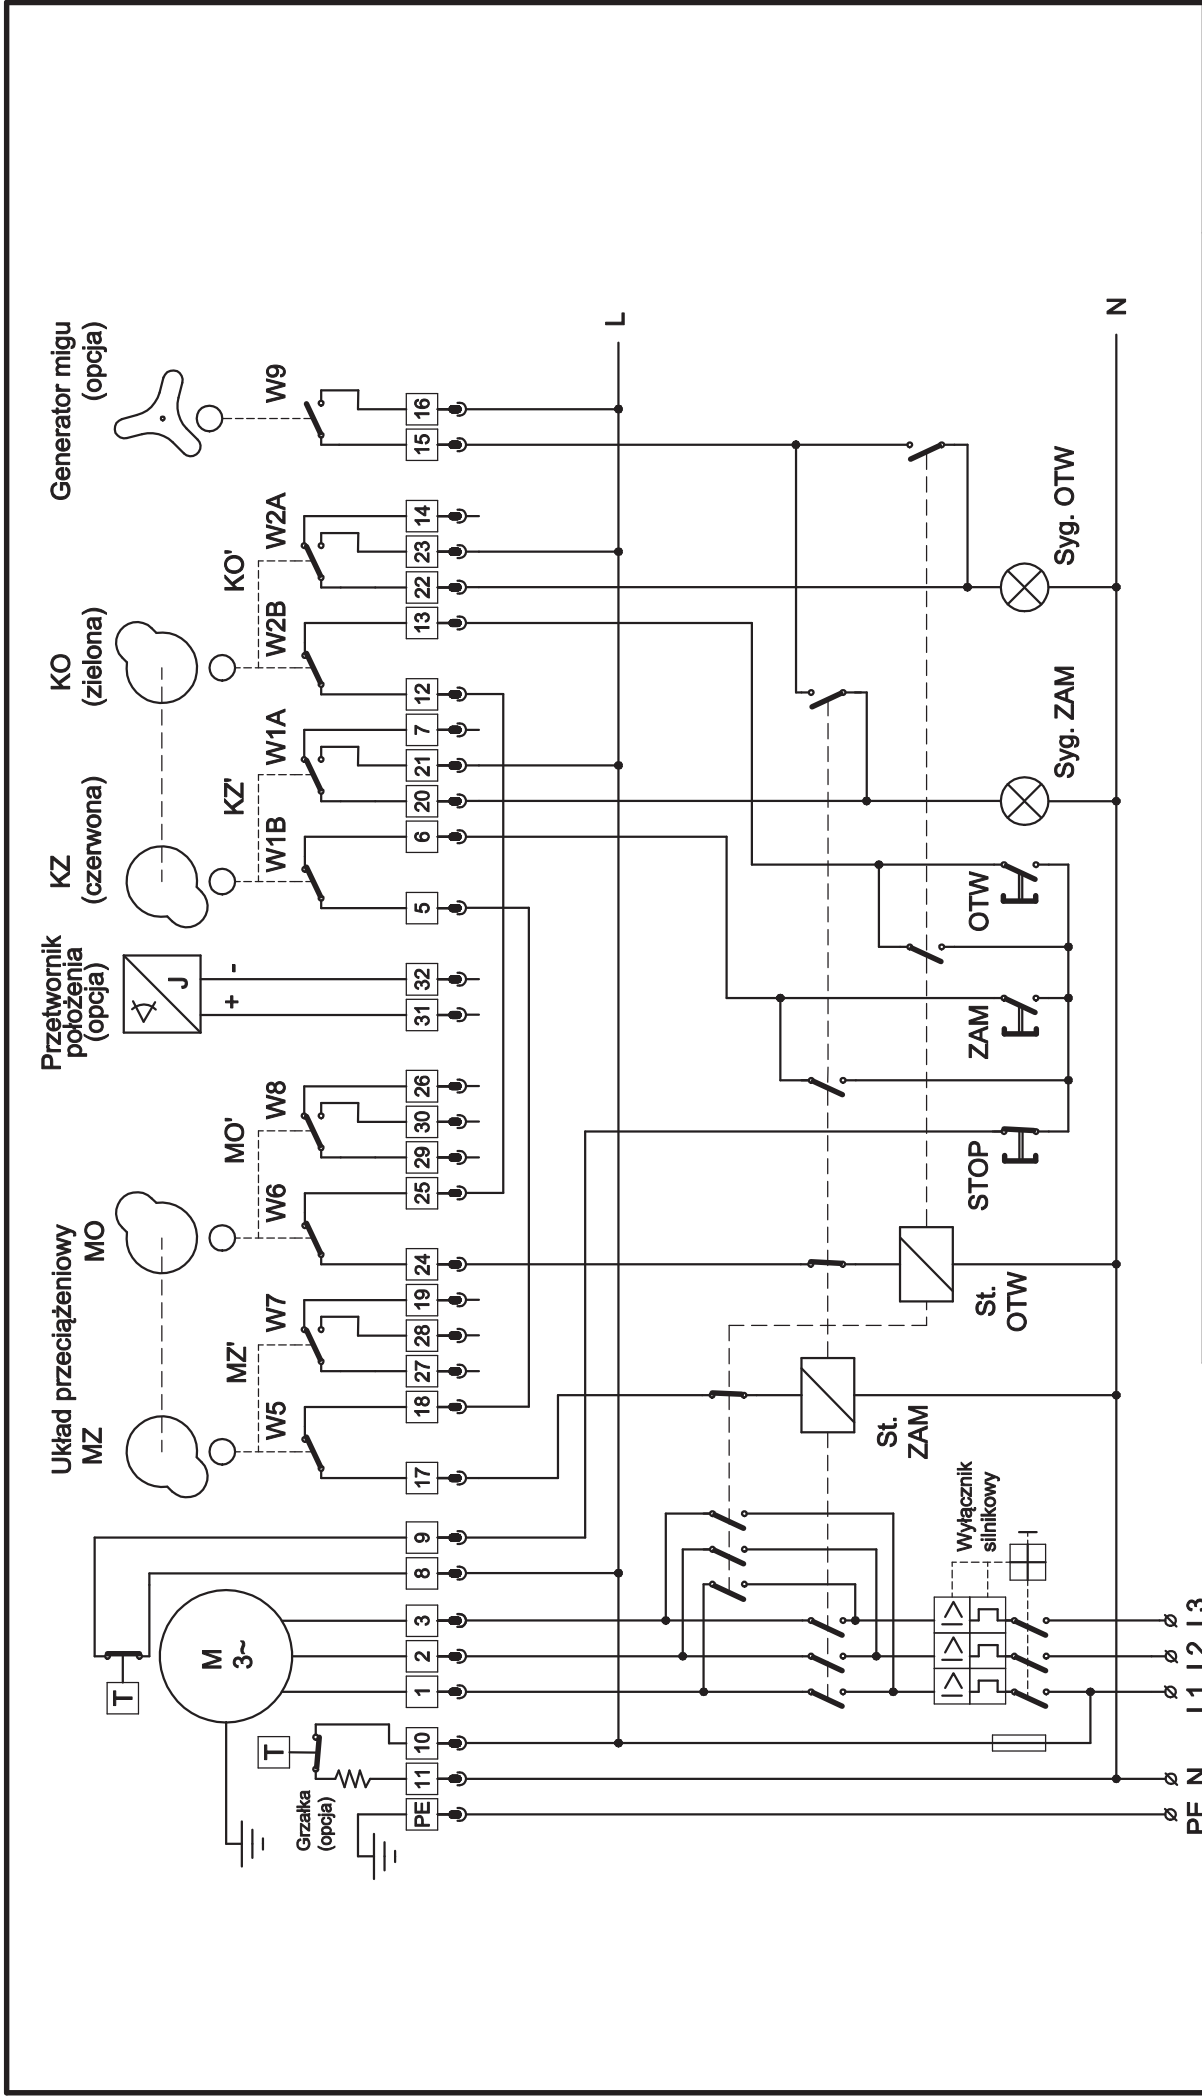 Układ przeciążeniowy
MZ
MO
Przetwornik
położenia
(opcja)
KZ
(czerwona)
KO
(zielona)
Generator migu
(opcja)
MZ'
MO'
KZ'
KO'
T
M
3~
W5
W7
W6
W8
J
+
-
W1B
W1A
W2B
W2A
W9
T
Grzałka
(opcja)
PE
11
10
1
2
3
8
9
17
18
27
28
19
24
25
29
30
26
31
32
5
6
20
21
7
12
13
22
23
14
15
16
L
St.
ZAM
St.
OTW
STOP
ZAM
OTW
Syg. ZAM
Syg. OTW
Wyłącznik
silnikowy
N
PE
N
L1
L2
L3